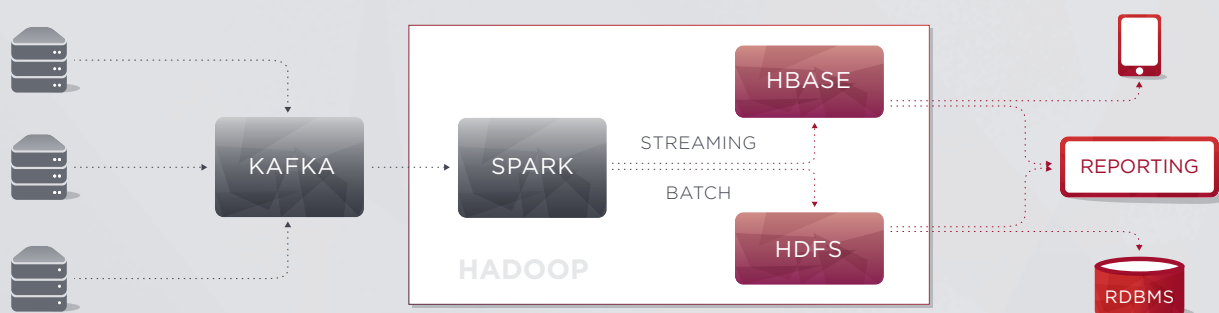 KAFKA
SPARK
STREAMING
BATCH
HBASE
HDFS
HADOOP
REPORTING
RDBMS